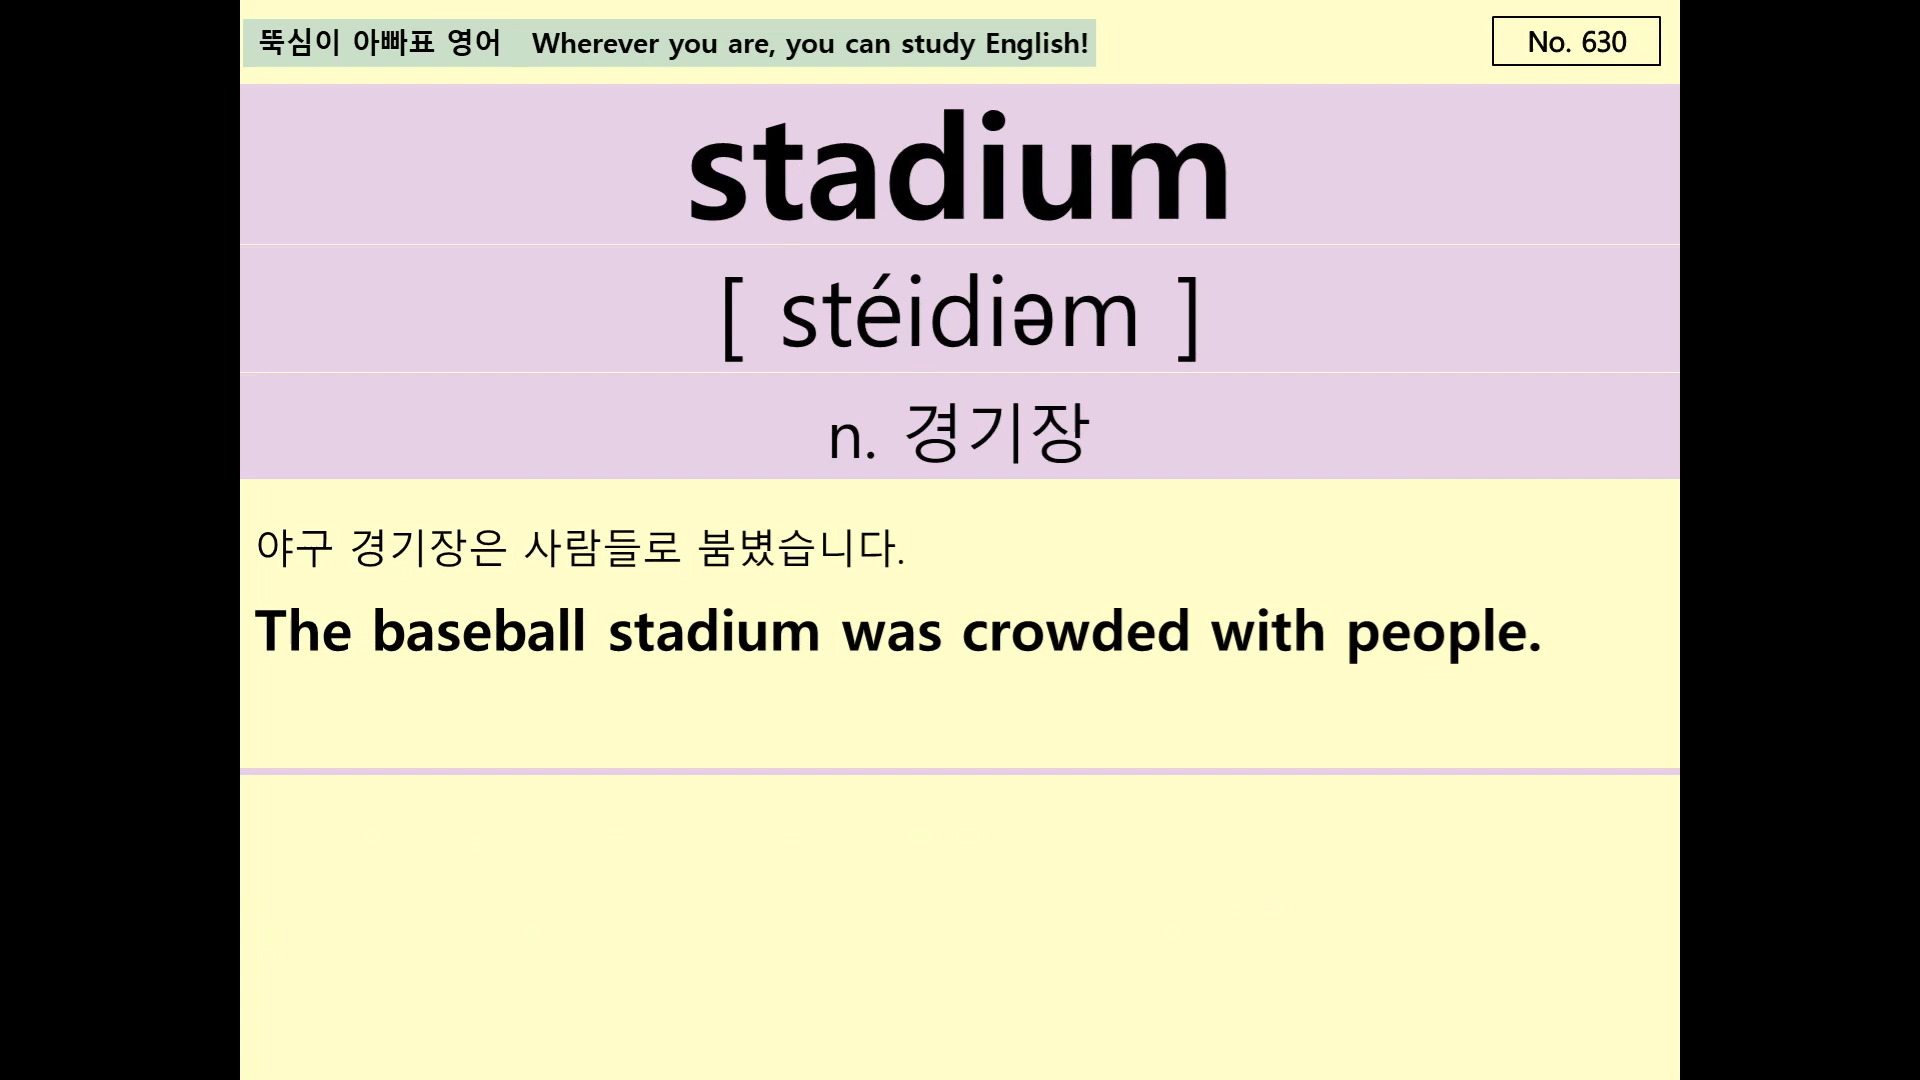 뚝심이 아빠표 영어 Wherever you are, you can study English!
No. 630
stadium
[ stéidiəm ]
n. 경기장
야구 경기장은 사람들로 붐볐습니다.
The baseball stadium was crowded with people.